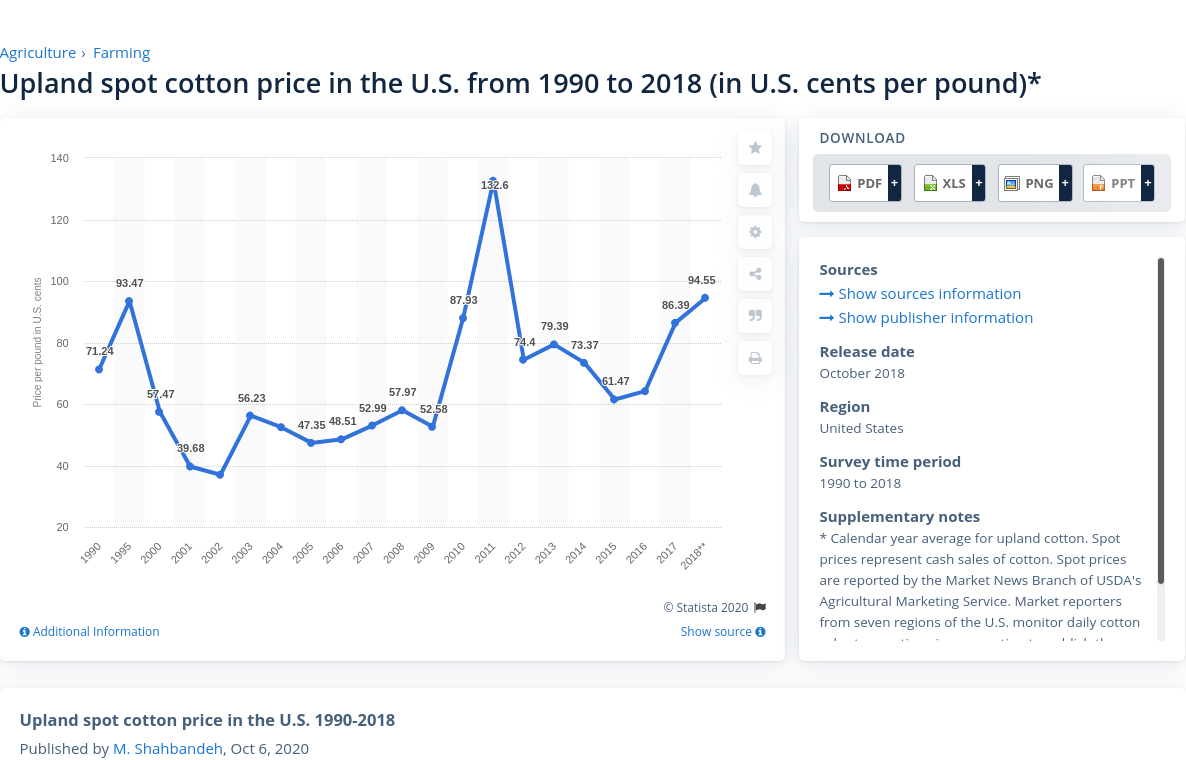 Agriculture › Farming
Upland spot cotton price in the U.S. from 1990 to 2018 (in U.S. cents per pound)*
140
120
100
80
60
40
20
Price per pound in U.S. cents
71.24
93.47
57.47
39.68
56.23
47.35
48.51
52.99
57.97
52.58
87.93
132.6
74.4
79.39
73.37
61.47
86.39
94.55
1990
1995
2000
2001
2002
2003
2004
2005
2006
2007
2008
2009
2010
2011
2012
2013
2014
2015
2016
2017
2018**
© Statista 2020
Additional Information
Show source
DOWNLOAD
PDF +
XLS +
PNG +
PPT +
Sources
Show sources information
Show publisher information
Release date
October 2018
Region
United States
Survey time period
1990 to 2018
Supplementary notes
* Calendar year average for upland cotton. Spot
prices represent cash sales of cotton. Spot prices
are reported by the Market News Branch of USDA's
Agricultural Marketing Service. Market reporters
from seven regions of the U.S. monitor daily cotton
Upland spot cotton price in the U.S. 1990-2018
Published by M. Shahbandeh, Oct 6, 2020